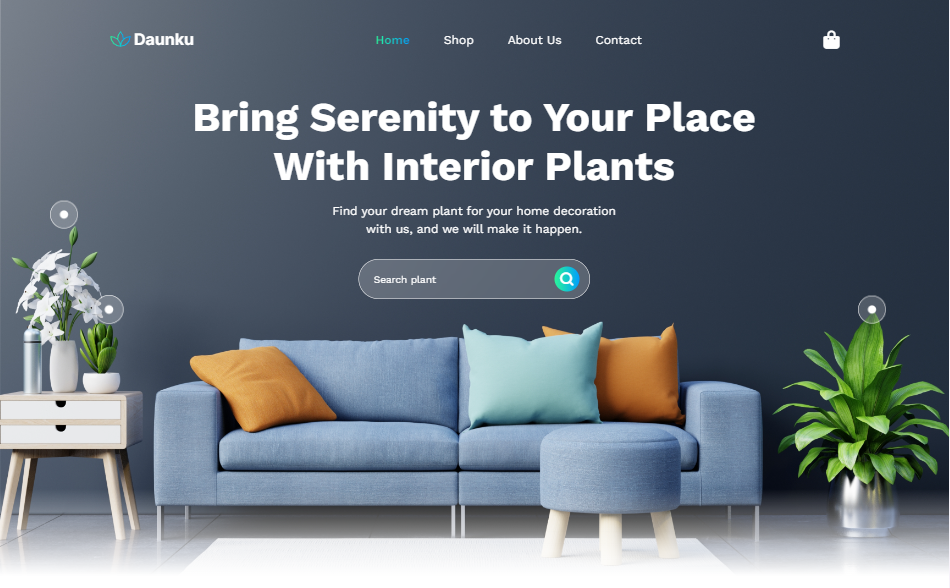 Daunku
Home
Shop
About Us
Contact
Bring Serenity to Your Place
With Interior Plants
Find your dream plant for your home decoration
with us, and we will make it happen.
Search plant